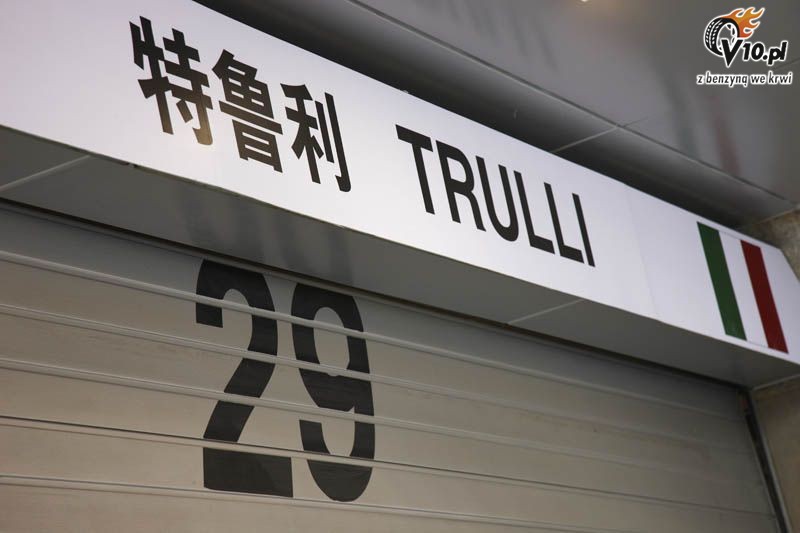 V10.pl
z benzyną we krwi
特鲁利 TRULLI
29